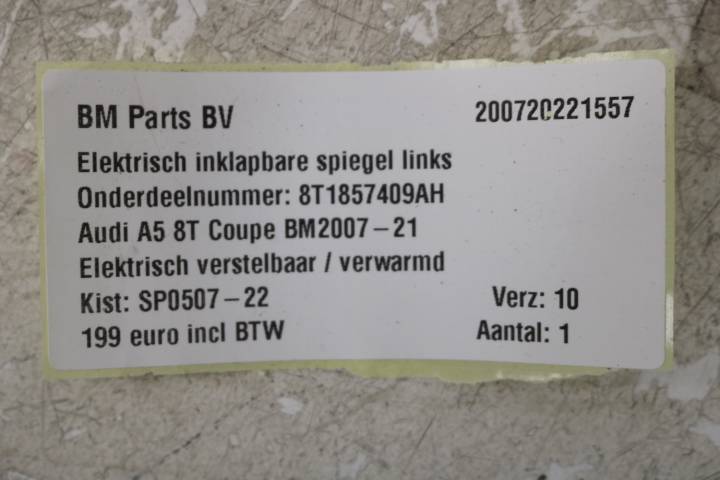 BM Parts BV 200720221557
Elektrisch inklapbare spiegel links
Onderdeelnummer: 8T1857409AH
Audi A5 8T Coupe BM2007-21
Elektrisch verstelbaar / verwarmd
Kist: SP0507-22 Verz: 10
199 euro incl BTW Aantal: 1